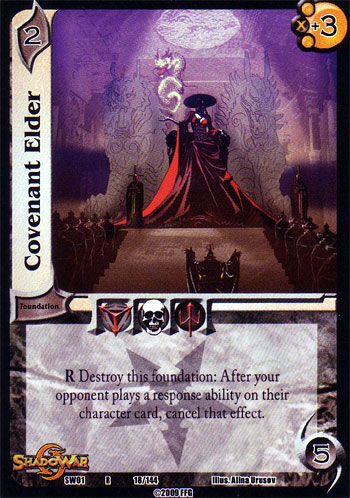 2
X +3
Covenant Elder
foundation
R Destroy this foundation: After your
opponent plays a response ability on their
character card, cancel that effect.
5
SHADOWAR
SW01 R 18/144 Illus. Alina Urusov
©2009 FFG